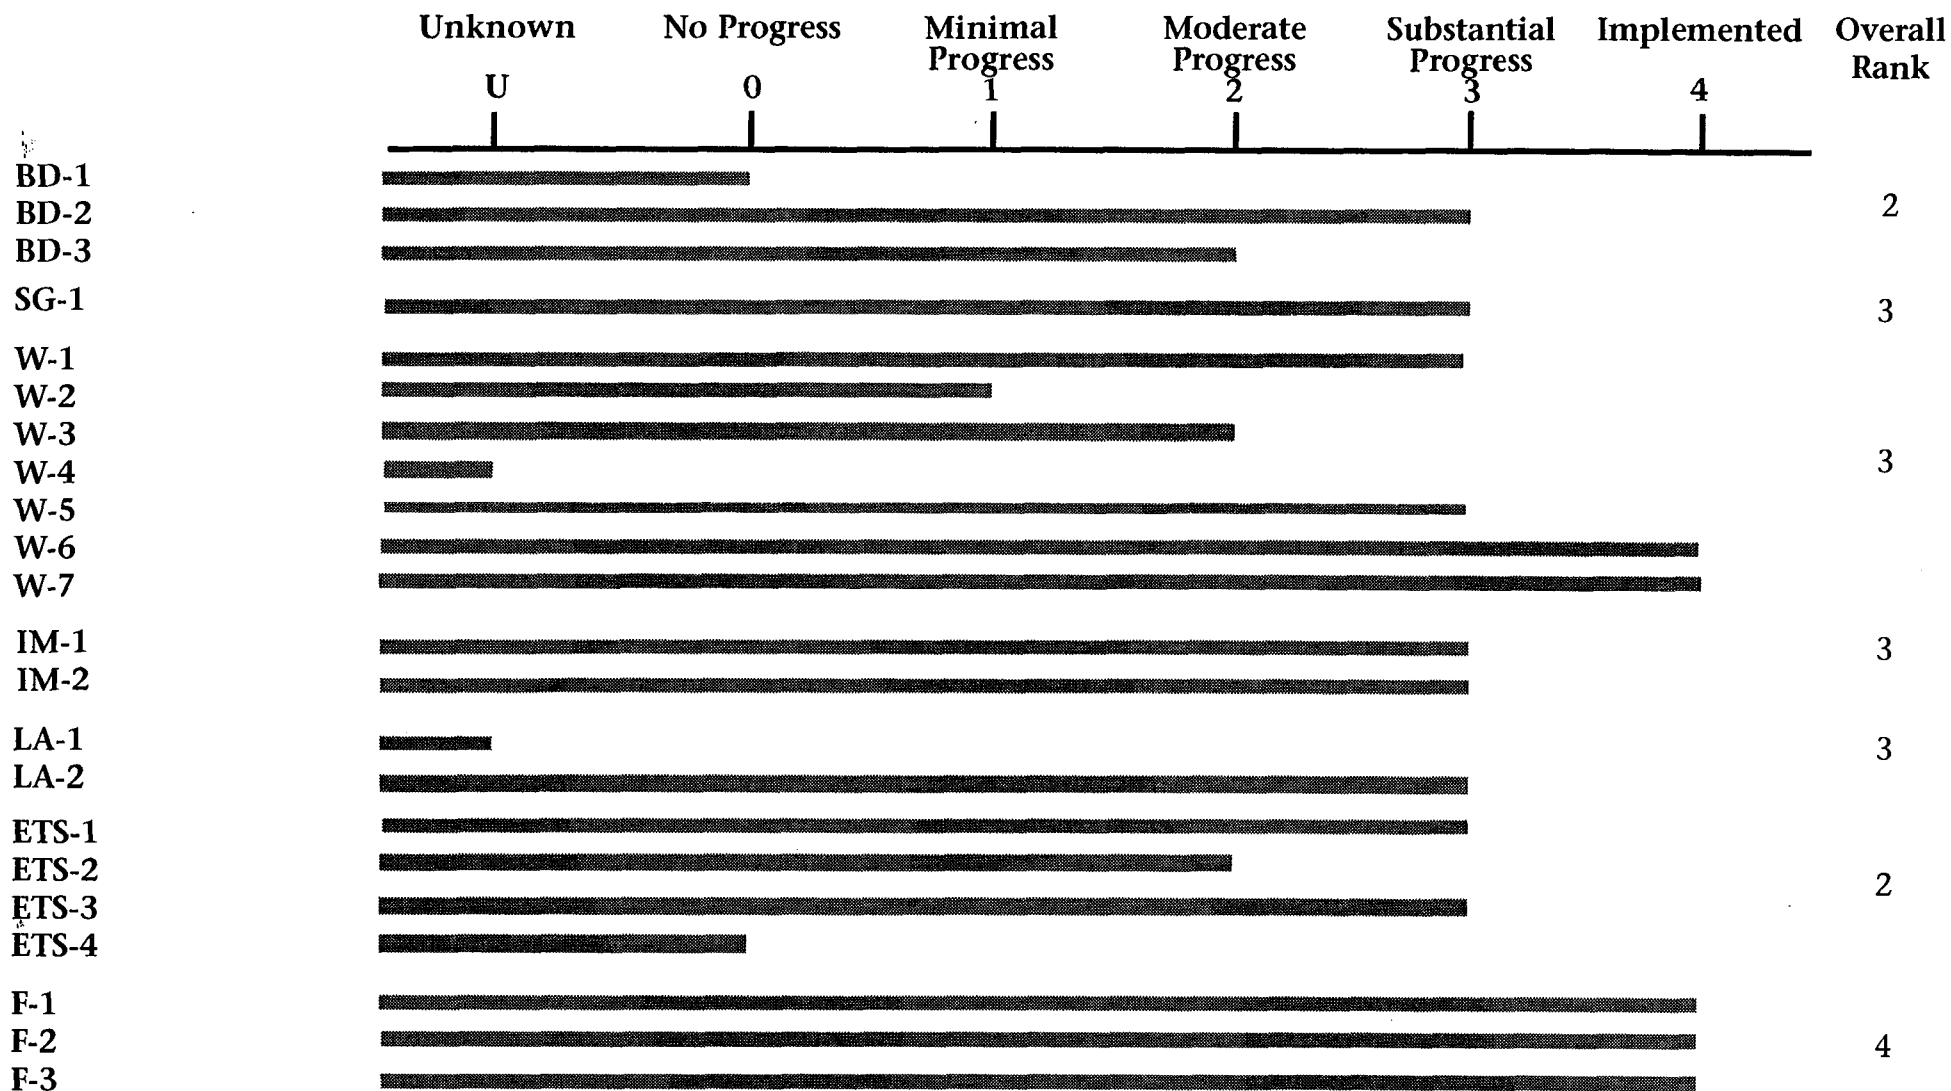 Unknown No Progress Minimal Progress Moderate Progress Substantial Progress Implemented Overall Rank
U 0 1 2 3 4
BD-1
BD-2 2
BD-3
SG-1 3
W-1
W-2
W-3
W-4 3
W-5
W-6
W-7
IM-1 3
IM-2
LA-1 3
LA-2
ETS-1
ETS-2 2
ETS-3
ETS-4
F-1
F-2 4
F-3